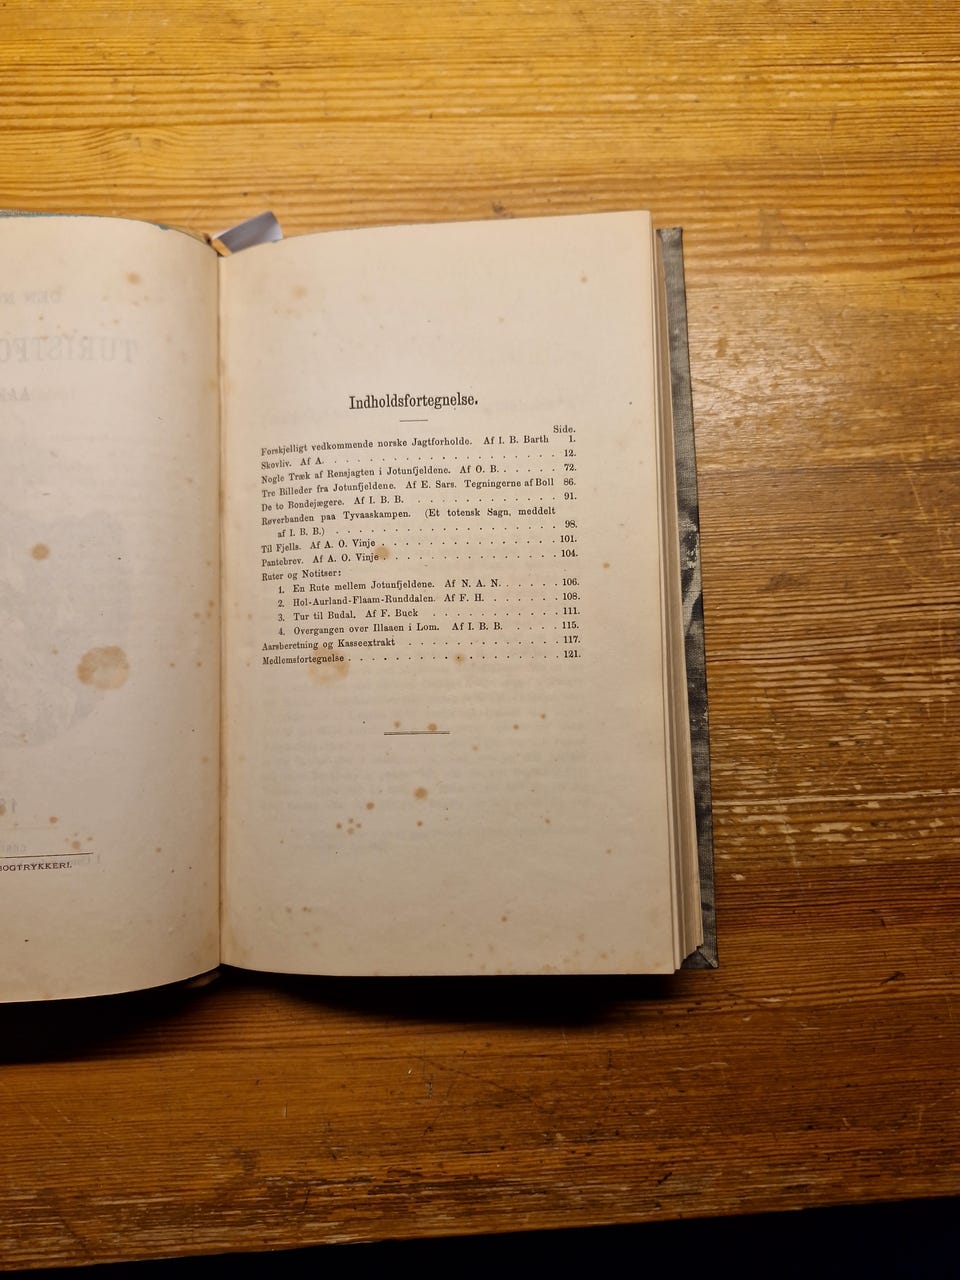 BOGTRYKKERI.
Indholdsfortegnelse.
Side.
Forskjelligt vedkommende norske Jagtforholde. Af I. B. Barth 1.
Skovliv. Af A. . . . . . . . . . . . . . . . . . 12.
Nogle Træk af Rensjagten i Jotunfjeldene. Af O. B. . . . . . 72.
Tre Billeder fra Jotunfjeldene. Af E. Sars. Tegningerne af Boll 86.
De to Bondejægere. Af I. B. B. . . . . . . . . . . . 91.
Røverbanden paa Tyvaaskampen. (Et totensk Sagn, meddelt
af I. B. B.) . . . . . . . . . . . . . . . . . 98.
Til Fjells. Af A. O. Vinje . . . . . . . . . . . . . 101.
Pantebrev. Af A. O. Vinje . . . . . . . . . . . . . 104.
Ruter og Notitser:
1. En Rute mellem Jotunfjeldene. Af N. A. N. . . . . . 106.
2. Hol-Aurland-Flaam-Runddalen. Af F. H. . . . . . . 108.
3. Tur til Budal. Af F. Buck . . . . . . . . . . . 111.
4. Overgangen over Illaaen i Lom. Af I. B. B. . . . . 115.
Aarsberetning og Kasseextrakt . . . . . . . . . . . . 117.
Medlemsfortegnelse . . . . . . . . . . . . . . . . 121.